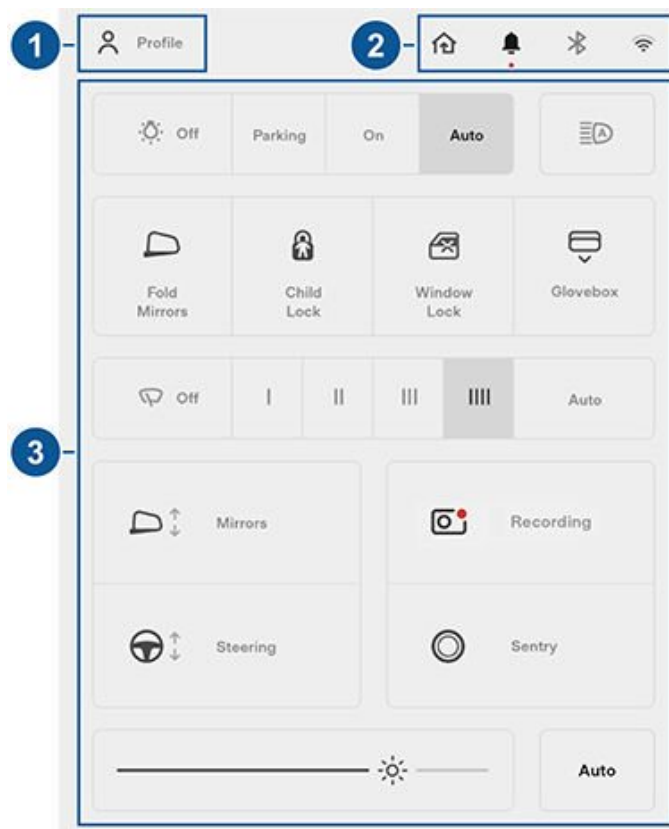 1
Profile
2
Off
Parking
On
Auto
A
Fold
Mirrors
Child
Lock
Window
Lock
Glovebox
Off
I
II
III
IIII
Auto
3
Mirrors
Recording
Steering
Sentry
Auto